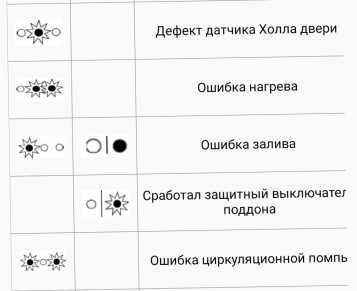 Дефект датчика Холла двери
Ошибка нагрева
Ошибка залива
Сработал защитный выключател
поддона
Ошибка циркуляционной помпь